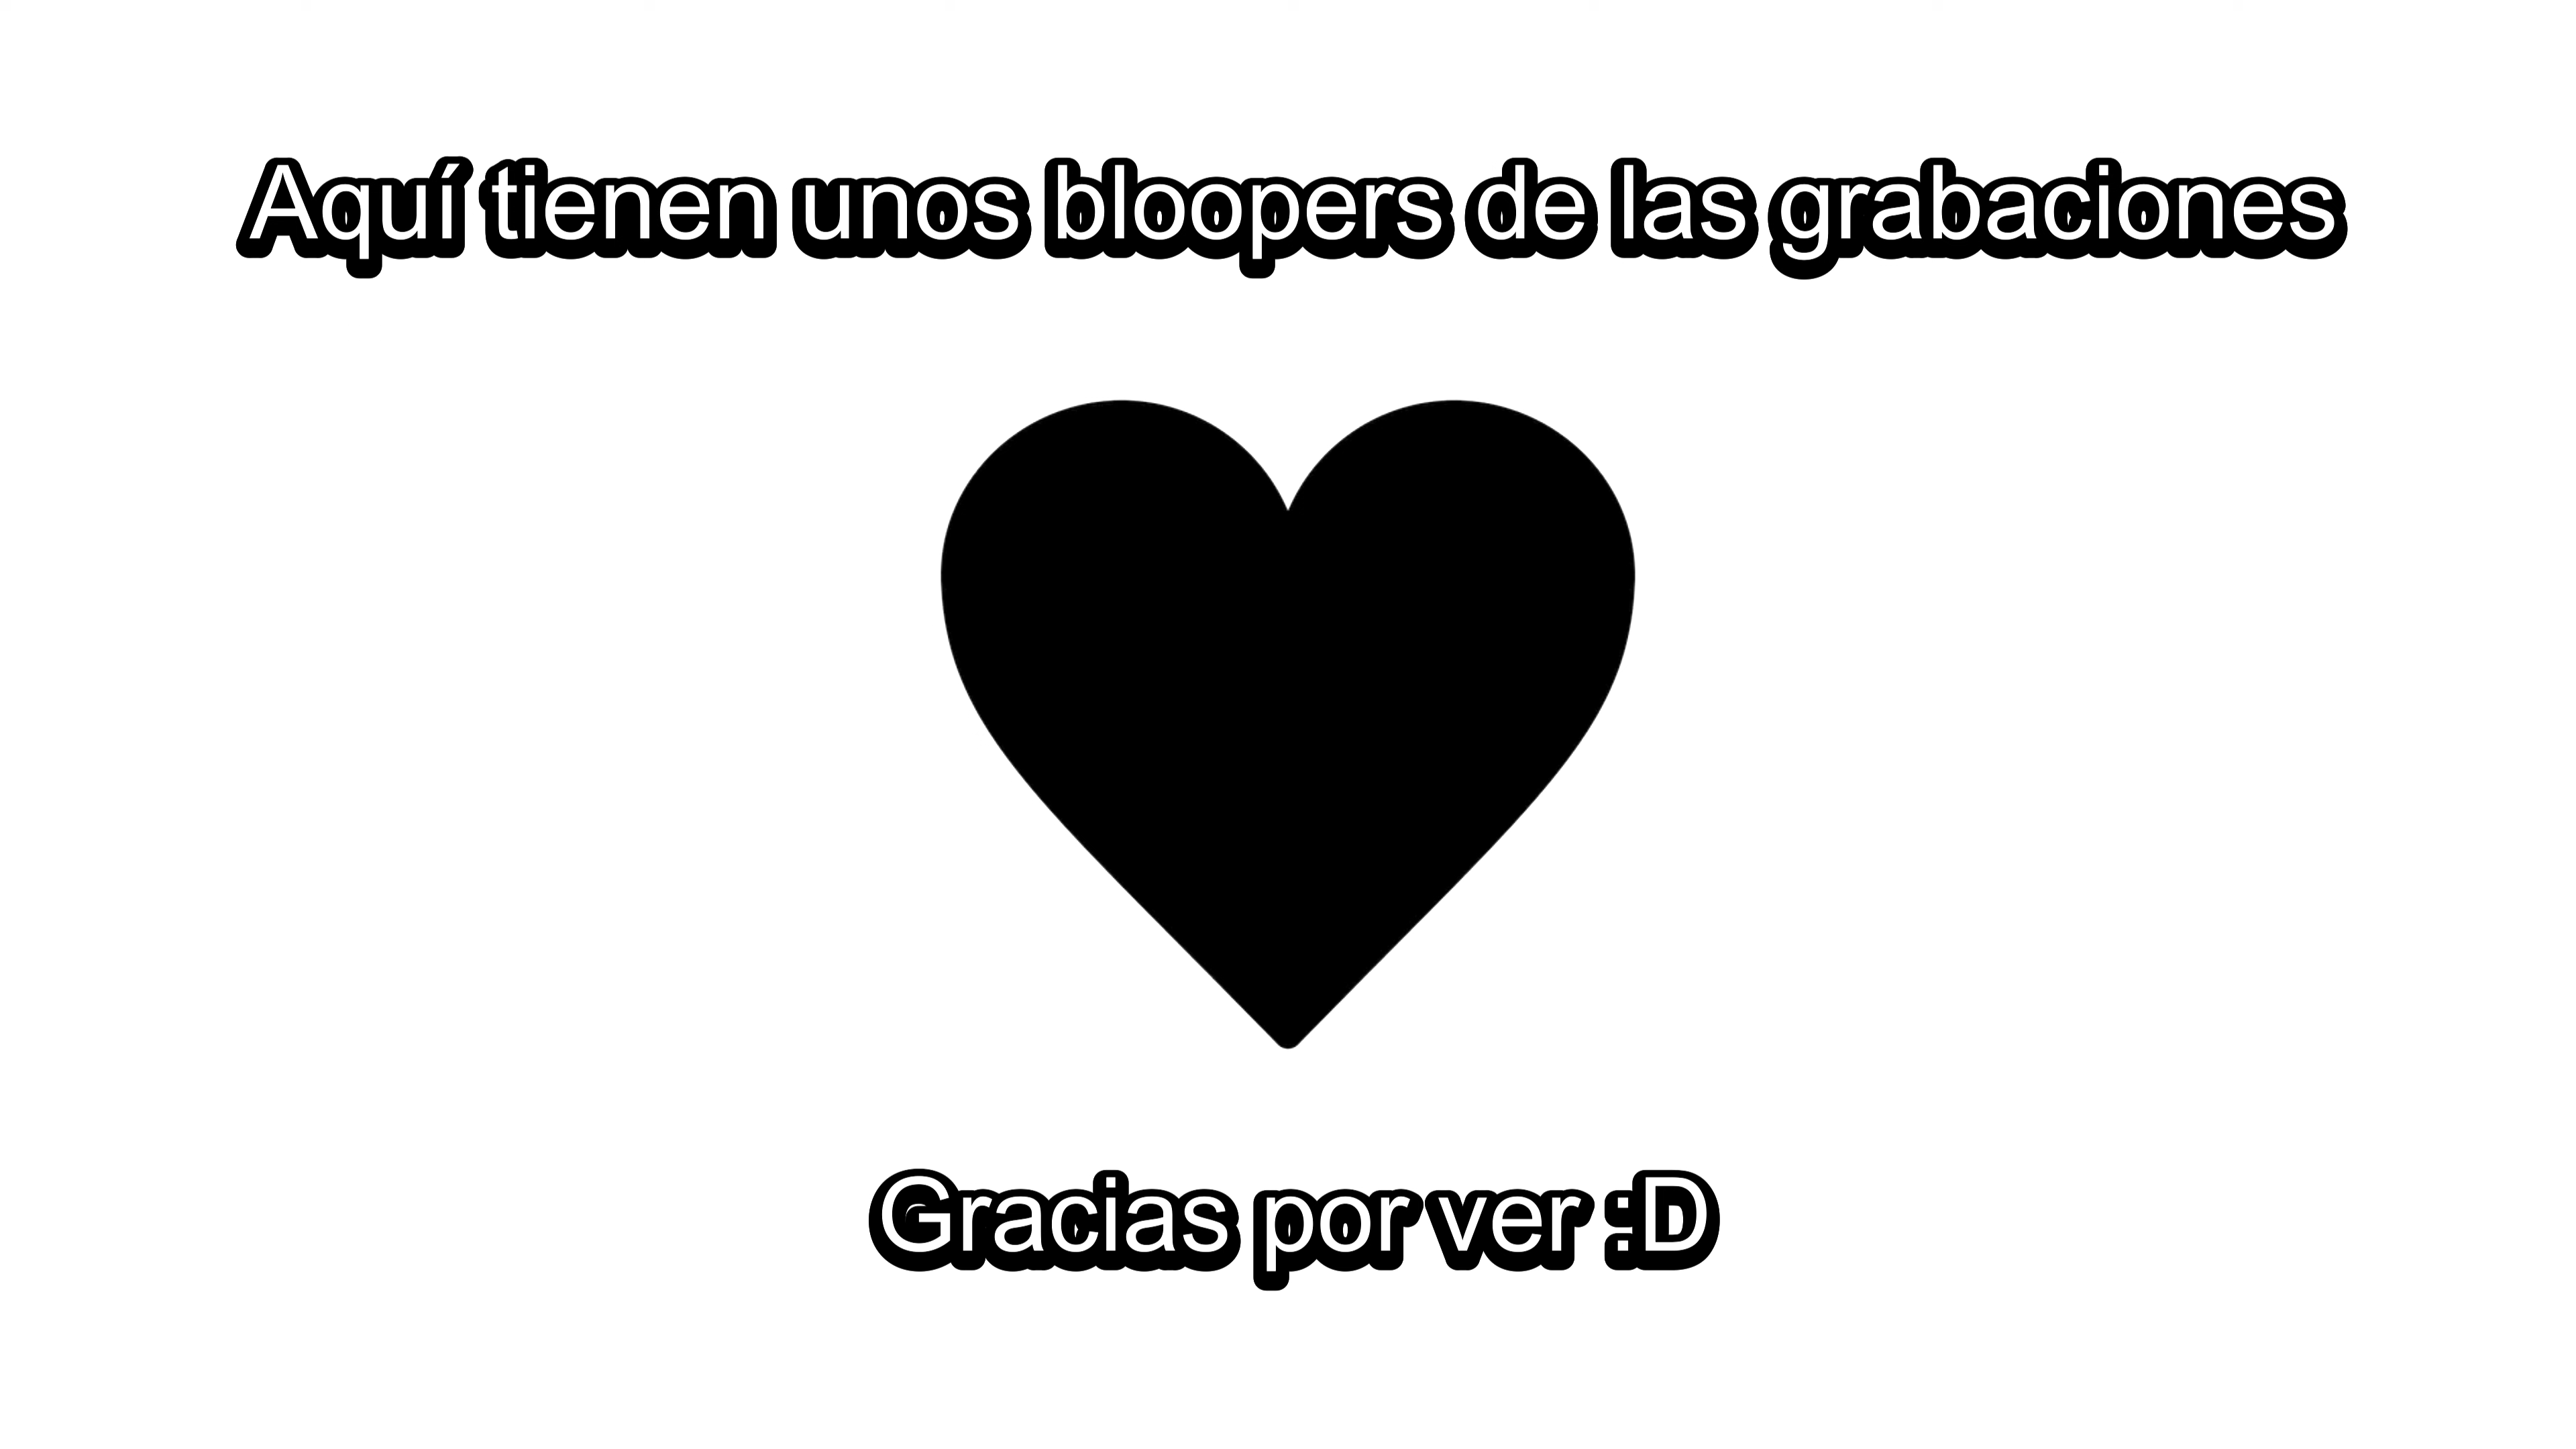 Aquí tienen unos bloopers de las grabaciones
Gracias por ver :D